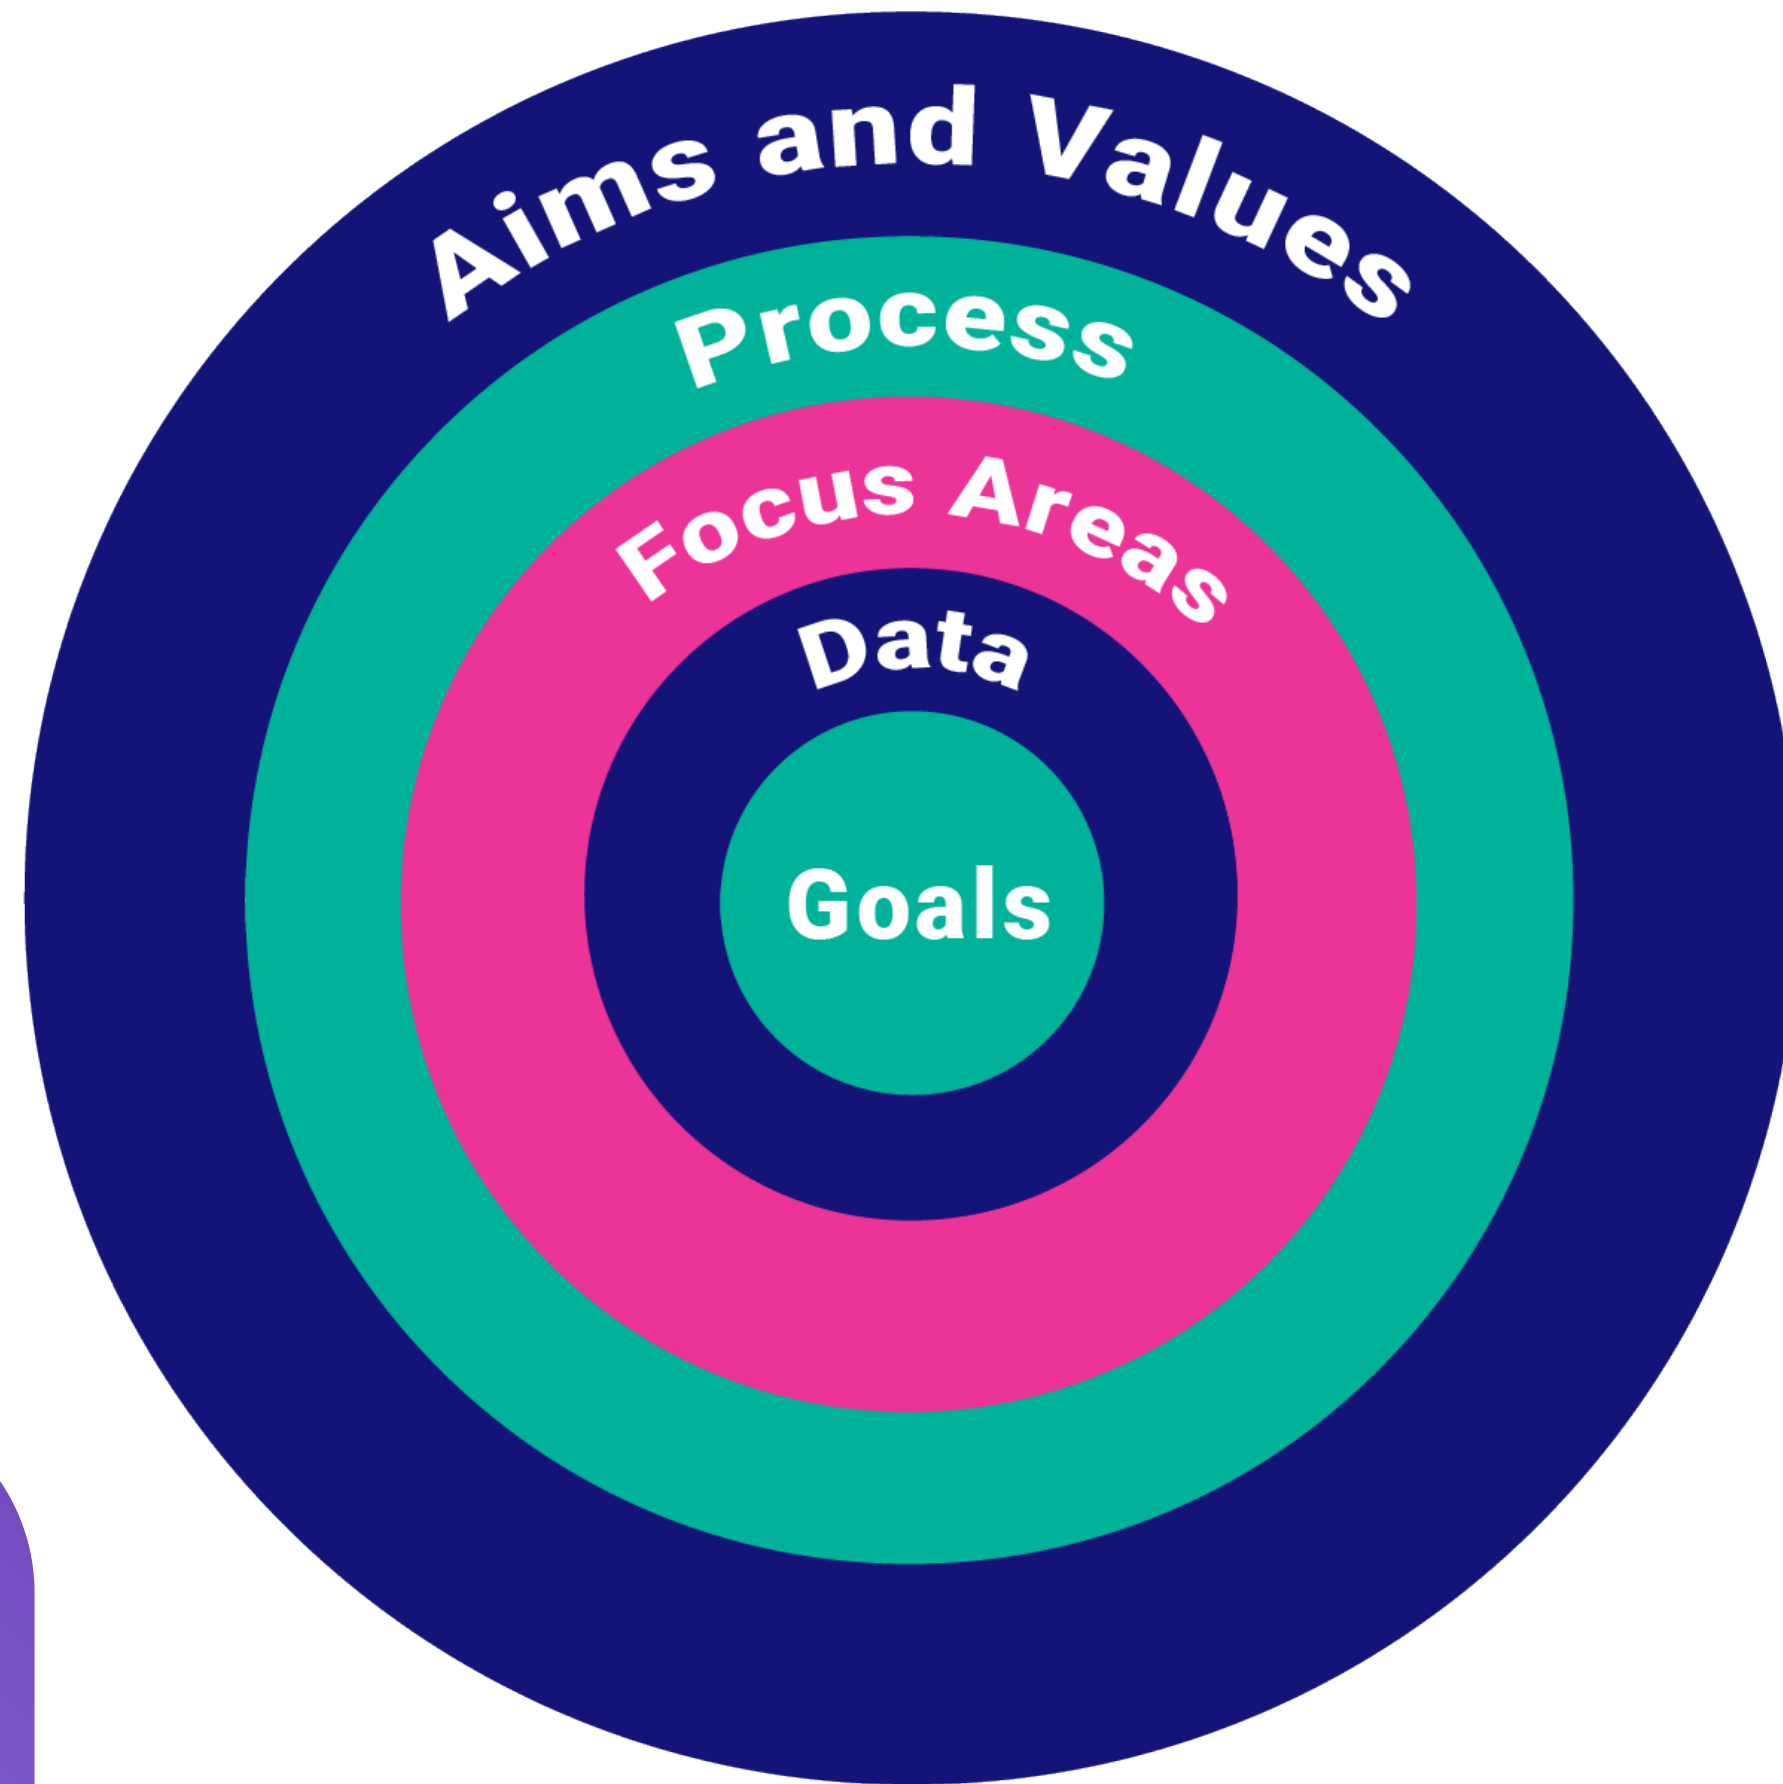 Aims and Values
Process
Focus Areas
Data
Goals